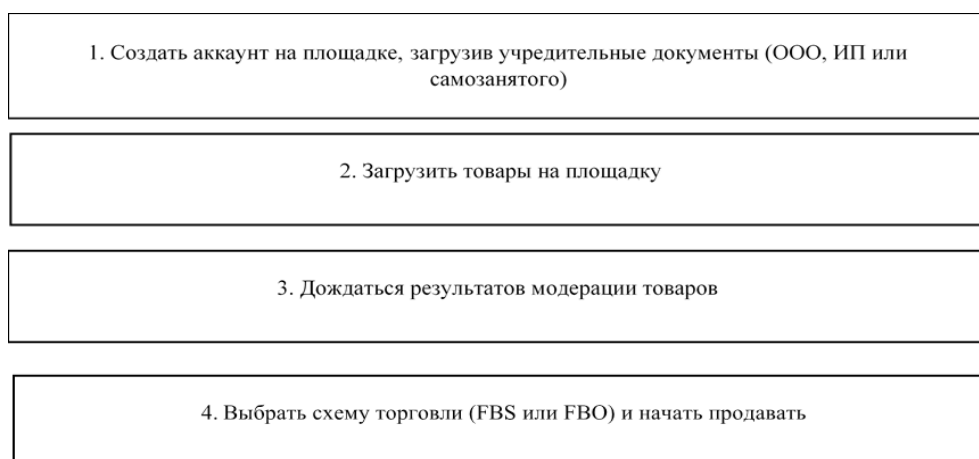 1. Создать аккаунт на площадке, загрузив учредительные документы (ООО, ИП или
самозанятого)
2. Загрузить товары на площадку
3. Дождаться результатов модерации товаров
4. Выбрать схему торговли (FBS или FBO) и начать продавать